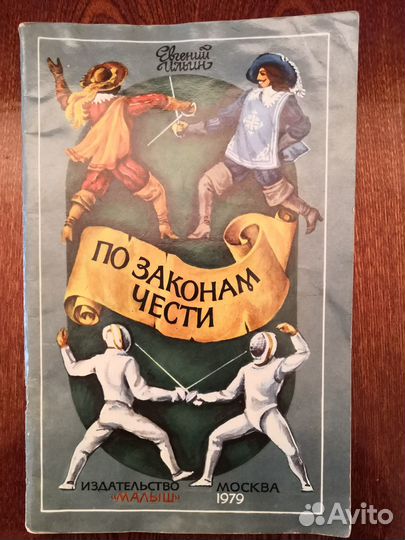 Евгений
Ильин
ПО ЗАКОНАМ
ЧЕСТИ
ИЗДАТЕЛЬСТВО МОСКВА
«МАЛЫШ» 1979
Avito